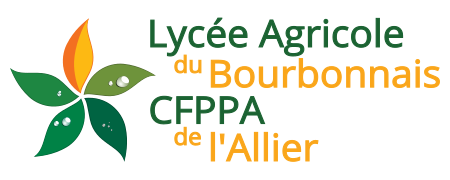 Lycée Agricole
du Bourbonnais
CFPPA
de l'Allier